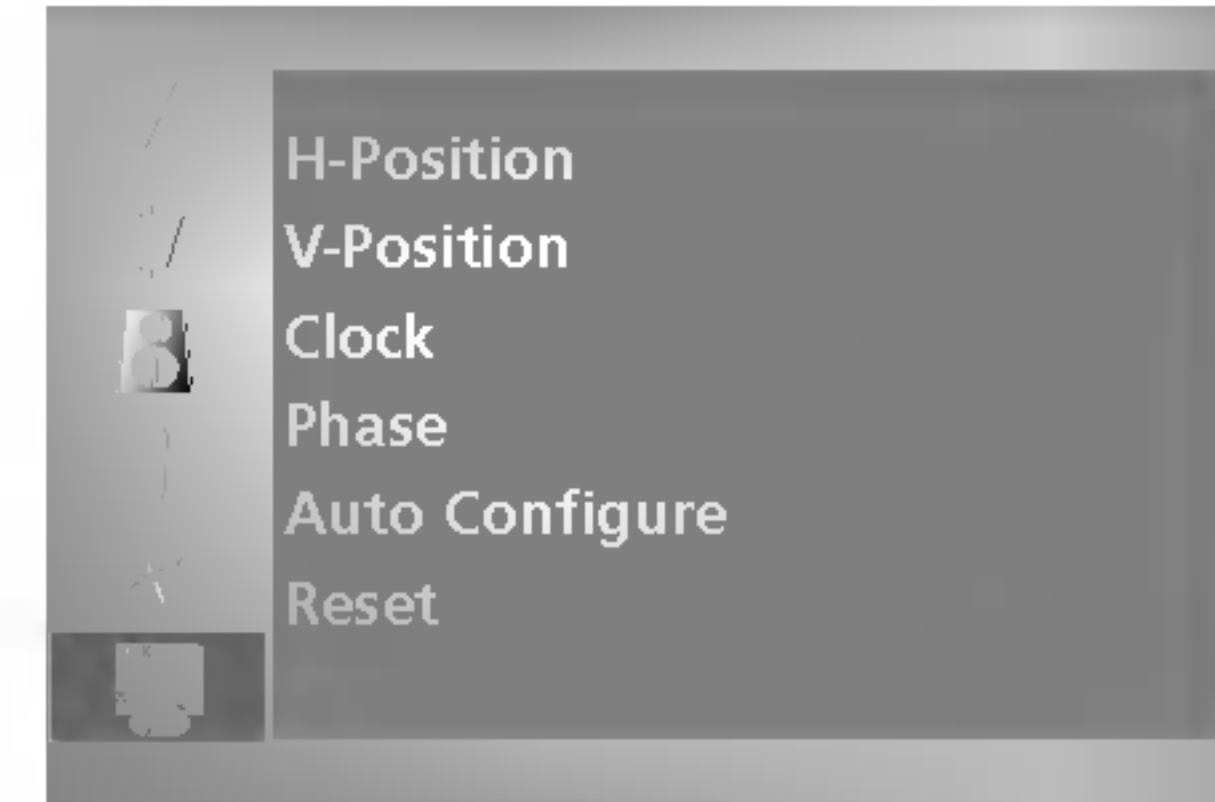 H-Position
V-Position
Clock
Phase
Auto Configure
Reset